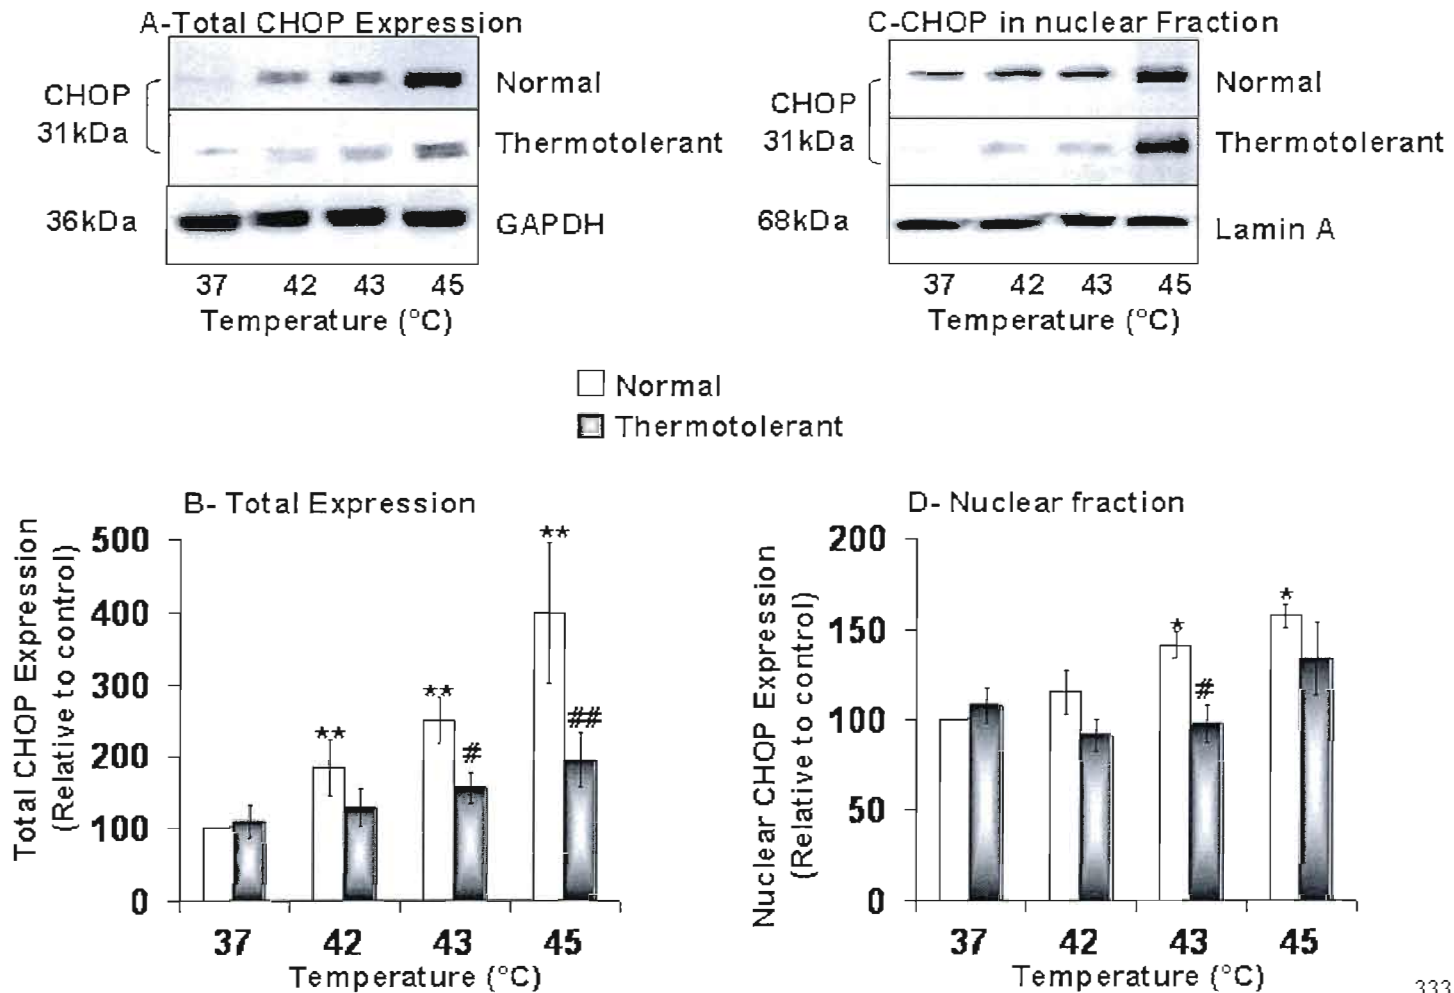 A-Total CHOP Expression
CHOP
31kDa
Normal
Thermotolerant
36kDa
GAPDH
37 42 43 45
Temperature (°C)
C-CHOP in nuclear Fraction
CHOP
31kDa
Normal
Thermotolerant
68kDa
Lamin A
37 42 43 45
Temperature (°C)
Normal
Thermotolerant
B- Total Expression
Total CHOP Expression
(Relative to control)
500
400
300
200
100
0
**
**
#
**
##
37 42 43 45
Temperature (°C)
D- Nuclear fraction
Nuclear CHOP Expression
(Relative to control)
200
150
100
50
0
*
#
*
37 42 43 45
Temperature (°C)
333